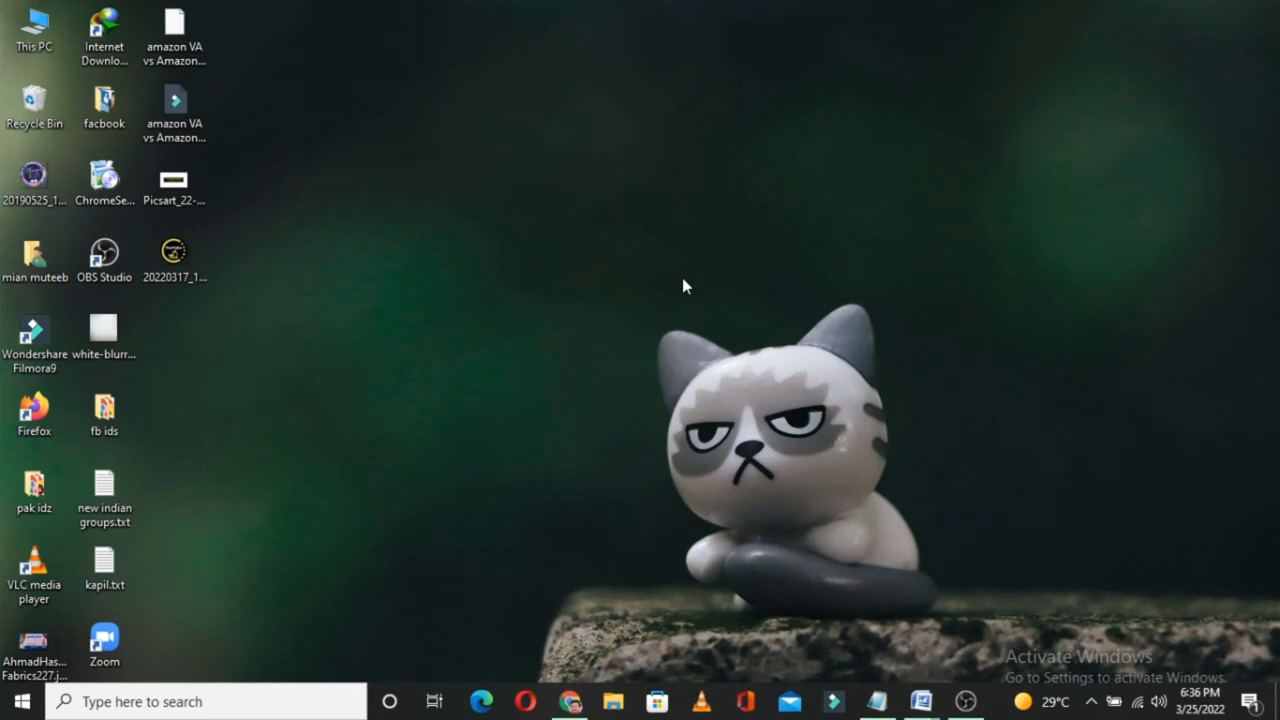 This PC
Internet
Downlo...
amazon VA
vs Amazon...
Recycle Bin
facbook
amazon VA
vs Amazon...
20190525_1...
ChromeSe...
Picsart_22-...
mian muteeb
OBS Studio
20220317_1...
Wondershare
Filmora9
white-blurr...
Firefox
fb ids
pak idz
new indian
groups.txt
VLC media
player
kapil.txt
AhmadHas...
Fabrics227.j...
Zoom
Activate Windows
Go to Settings to activate Windows.
Type here to search
29°C
6:36 PM
3/25/2022
1